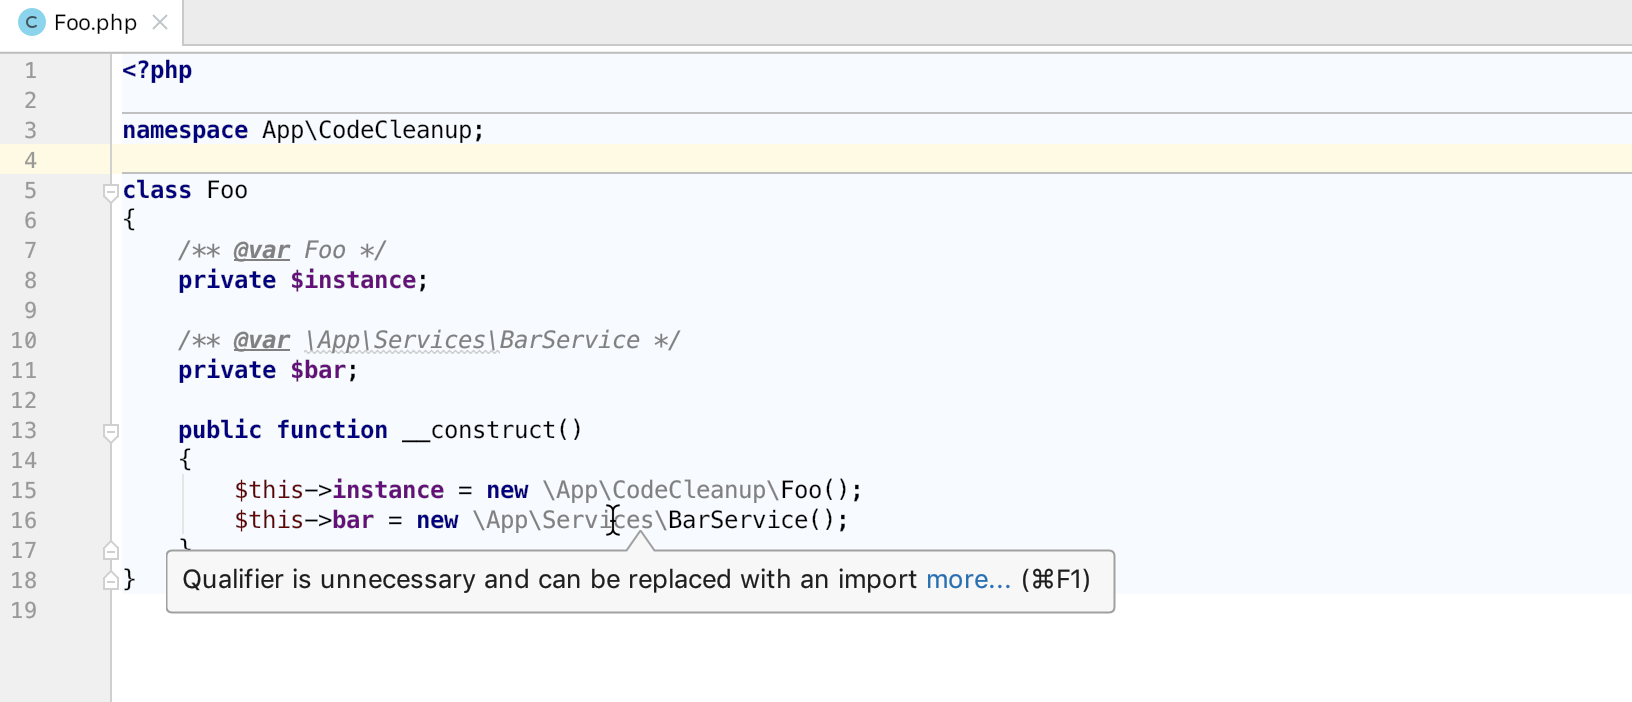 Foo.php
1 <?php
2
3 namespace App\CodeCleanup;
4
5 class Foo
6 {
7 /** @var Foo */
8 private $instance;
9
10 /** @var \App\Services\BarService */
11 private $bar;
12
13 public function __construct()
14 {
15 $this->instance = new \App\CodeCleanup\Foo();
16 $this->bar = new \App\Services\BarService();
17 }
Qualifier is unnecessary and can be replaced with an import more... (⌘F1)
18 }
19